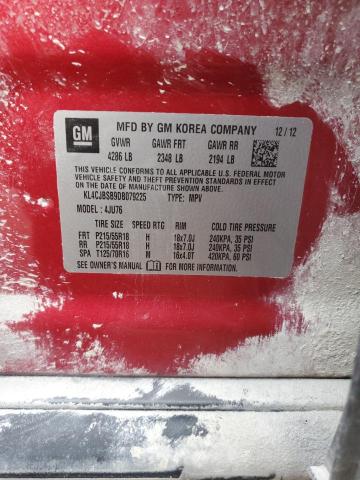 GM MFD BY GM KOREA COMPANY 12/12
GVWR GAWR FRT GAWR RR
4286 LB 2348 LB 2194 LB
THIS VEHICLE CONFORMS TO ALL APPLICABLE U.S. FEDERAL MOTOR
VEHICLE SAFETY AND THEFT PREVENTION STANDARDS IN EFFECT
ON THE DATE OF MANUFACTURE SHOWN ABOVE.
KL4CJBSB9DB079225 TYPE: MPV
MODEL: 4JU76
TIRE SIZE SPEED RTG RIM COLD TIRE PRESSURE
FRT P215/55R18 H 18x7.0J 240KPA, 35 PSI
RR P215/55R18 H 18x7.0J 240KPA, 35 PSI
SPA T125/70R16 M 16x4.0T 420KPA, 60 PSI
SEE OWNER'S MANUAL FOR ADDITIONAL INFORMATION.